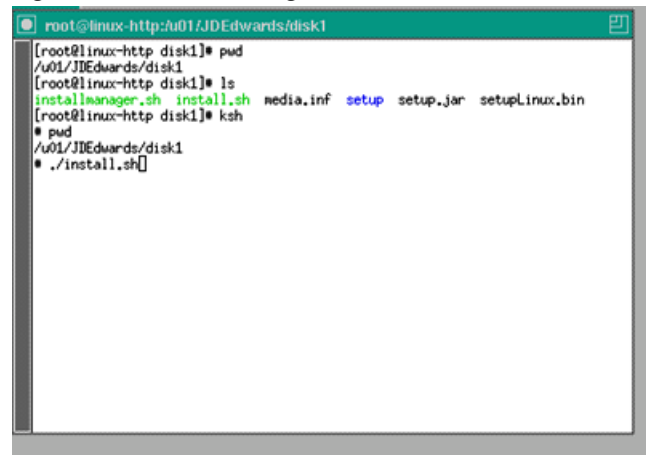 root@linux-http:/u01/JDEdwards/disk1
[root@linux-http disk1]# pwd
/u01/JDEdwards/disk1
[root@linux-http disk1]# ls
installmanager.sh install.sh media.inf setup setup.jar setupLinux.bin
[root@linux-http disk1]# ksh
# pwd
/u01/JDEdwards/disk1
# ./install.sh